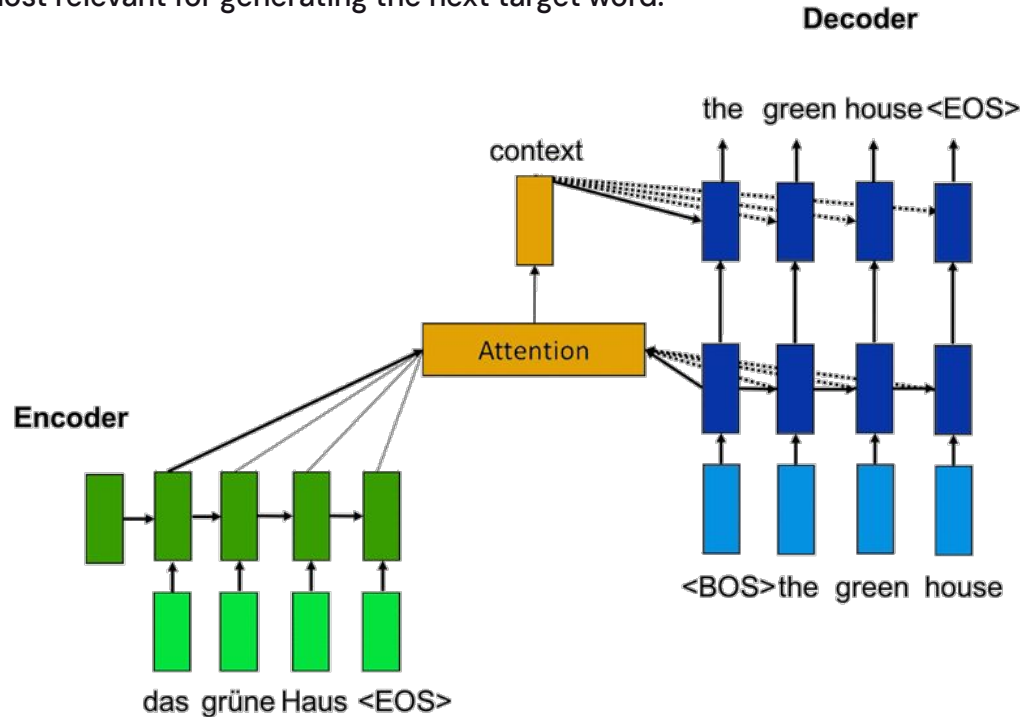 most relevant for generating the next target word.
Decoder
the green house <EOS>
context
Attention
Encoder
<BOS> the green house
das grüne Haus <EOS>